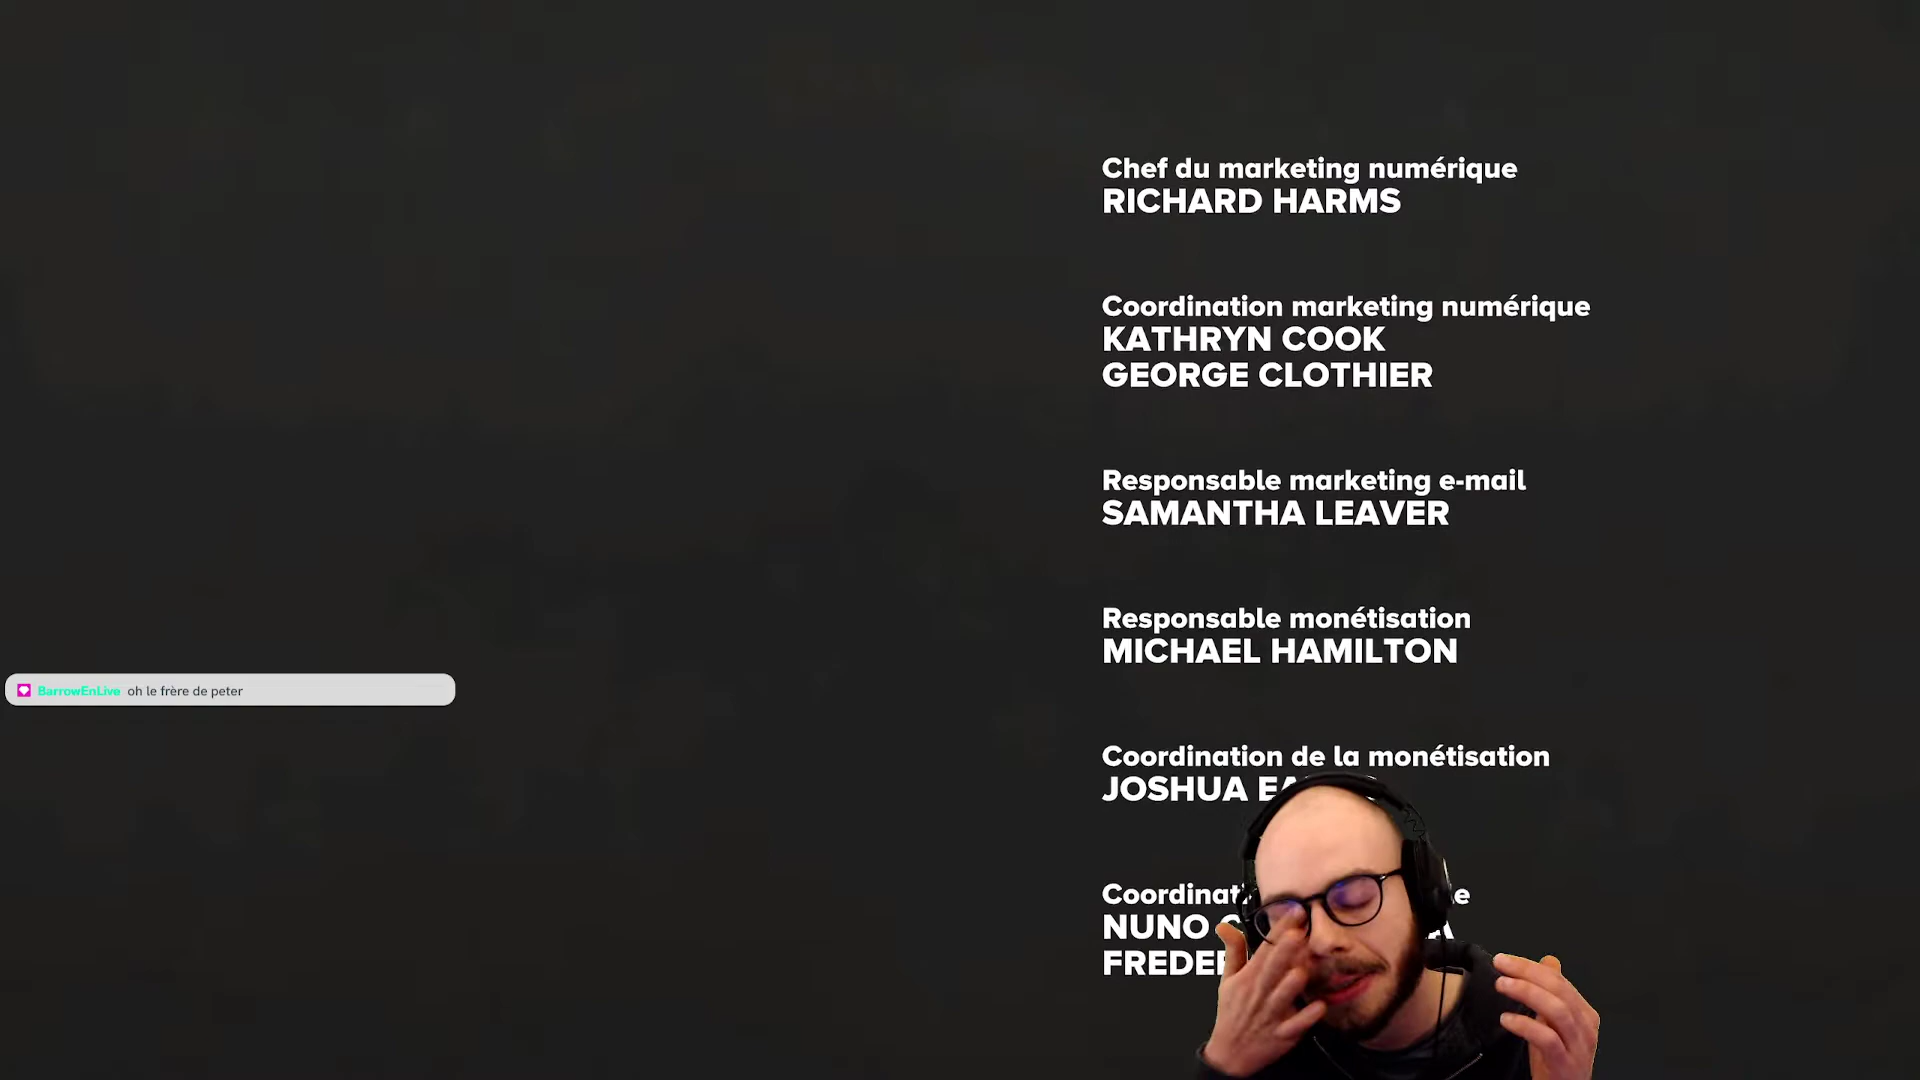 Chef du marketing numérique
RICHARD HARMS
Coordination marketing numérique
KATHRYN COOK
GEORGE CLOTHIER
Responsable marketing e-mail
SAMANTHA LEAVER
Responsable monétisation
MICHAEL HAMILTON
BarrowEnLive oh le frère de peter
Coordination de la monétisation
JOSHUA
NUNO